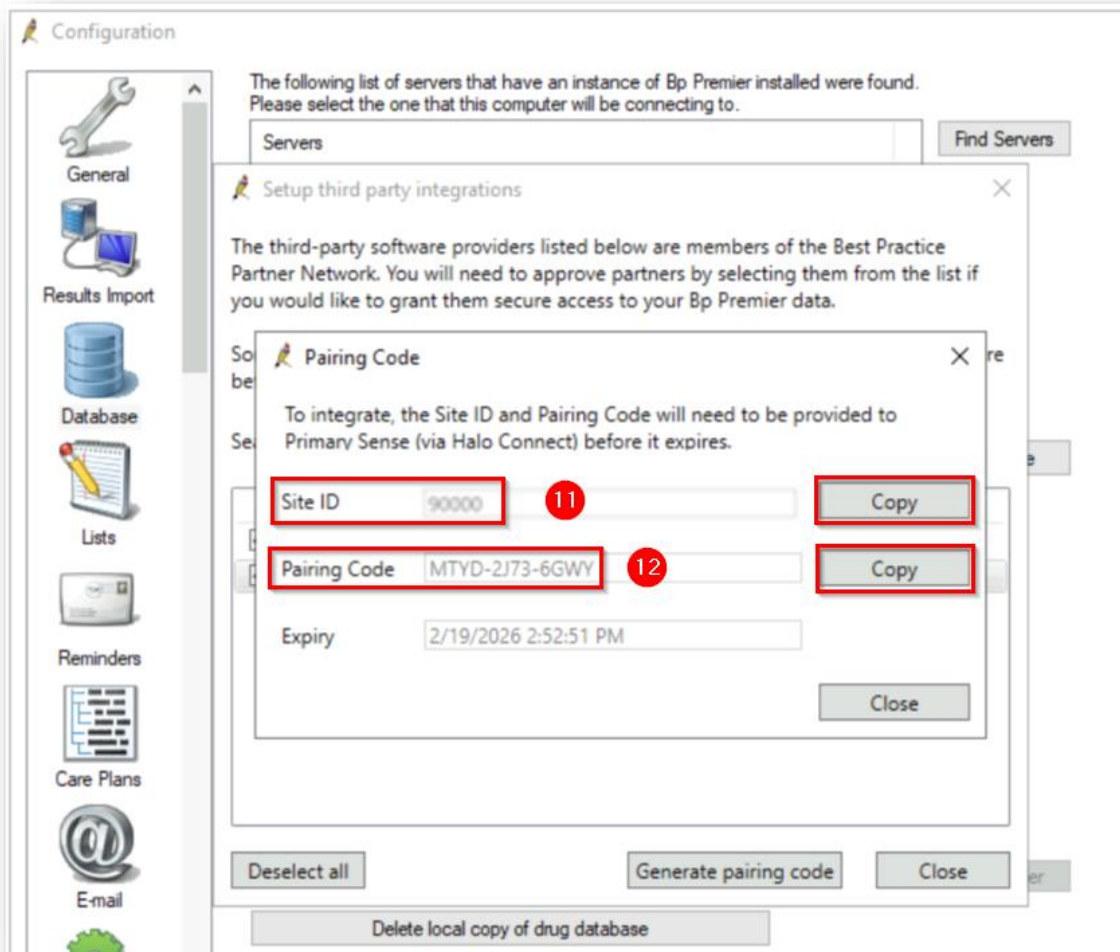 Configuration
The following list of servers that have an instance of Bp Premier installed were found.
Please select the one that this computer will be connecting to.
Servers
Find Servers
General
Setup third party integrations
The third-party software providers listed below are members of the Best Practice
Partner Network. You will need to approve partners by selecting them from the list if
you would like to grant them secure access to your Bp Premier data.
Results Import
Pairing Code
To integrate, the Site ID and Pairing Code will need to be provided to
Primary Sense (via Halo Connect) before it expires.
Database
Site ID
90000
11
Copy
Lists
Pairing Code
MTYD-2J73-6GWY
12
Copy
Expiry
2/19/2026 2:52:51 PM
Reminders
Close
Care Plans
Deselect all
Generate pairing code
Close
E-mail
Delete local copy of drug database